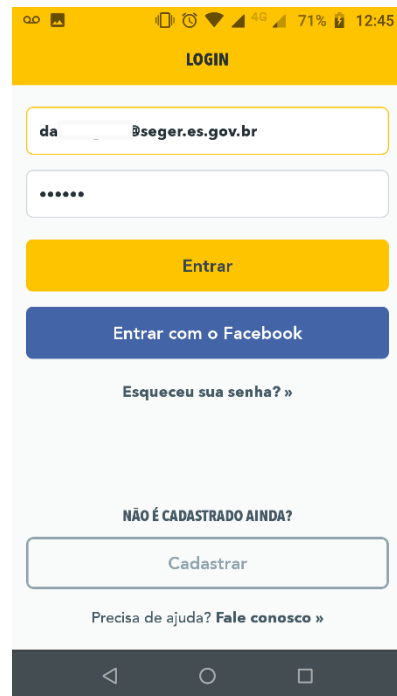 4G 71% 12:45
LOGIN
da @seger.es.gov.br
••••••
Entrar
Entrar com o Facebook
Esqueceu sua senha? »
NÃO É CADASTRADO AINDA?
Cadastrar
Precisa de ajuda? Fale conosco »